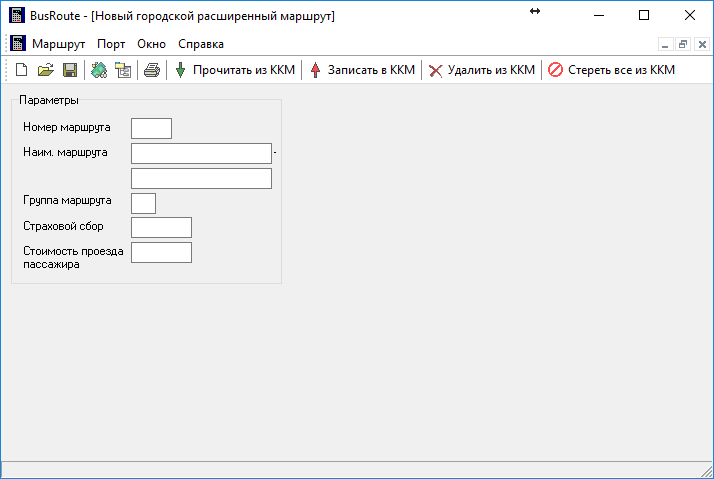 BusRoute - [Новый городской расширенный маршрут]
Маршрут Порт Окно Справка
Прочитать из ККМ Записать в ККМ Удалить из ККМ Стереть все из ККМ
Параметры
Номер маршрута
Наим. маршрута -
Группа маршрута
Страховой сбор
Стоимость проезда
пассажира